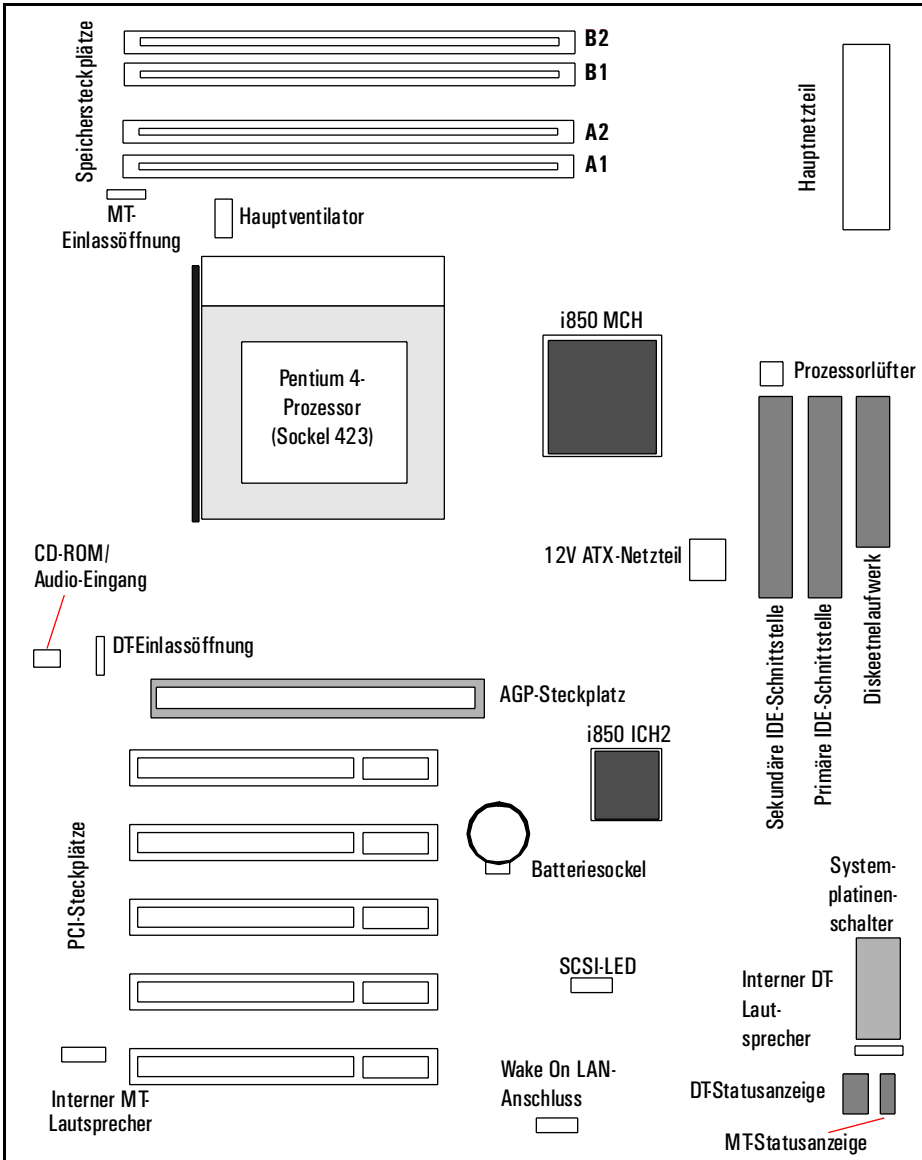 Speichersteckplätze
B2
B1
A2
A1
Hauptnetzteil
MT-
Einlassöffnung
Hauptventilator
i850 MCH
Pentium 4-
Prozessor
(Sockel 423)
Prozessorlüfter
12V ATX-Netzteil
Sekundäre IDE-Schnittstelle
Primäre IDE-Schnittstelle
Diskeetnelaufwerk
CD-ROM/
Audio-Eingang
DT-Einlassöffnung
AGP-Steckplatz
i850 ICH2
PCI-Steckplätze
Batteriesockel
System-
platinen-
schalter
SCSI-LED
Interner DT-
Laut-
sprecher
Wake On LAN-
Anschluss
Interner MT-
Lautsprecher
DT-Statusanzeige
MT-Statusanzeige